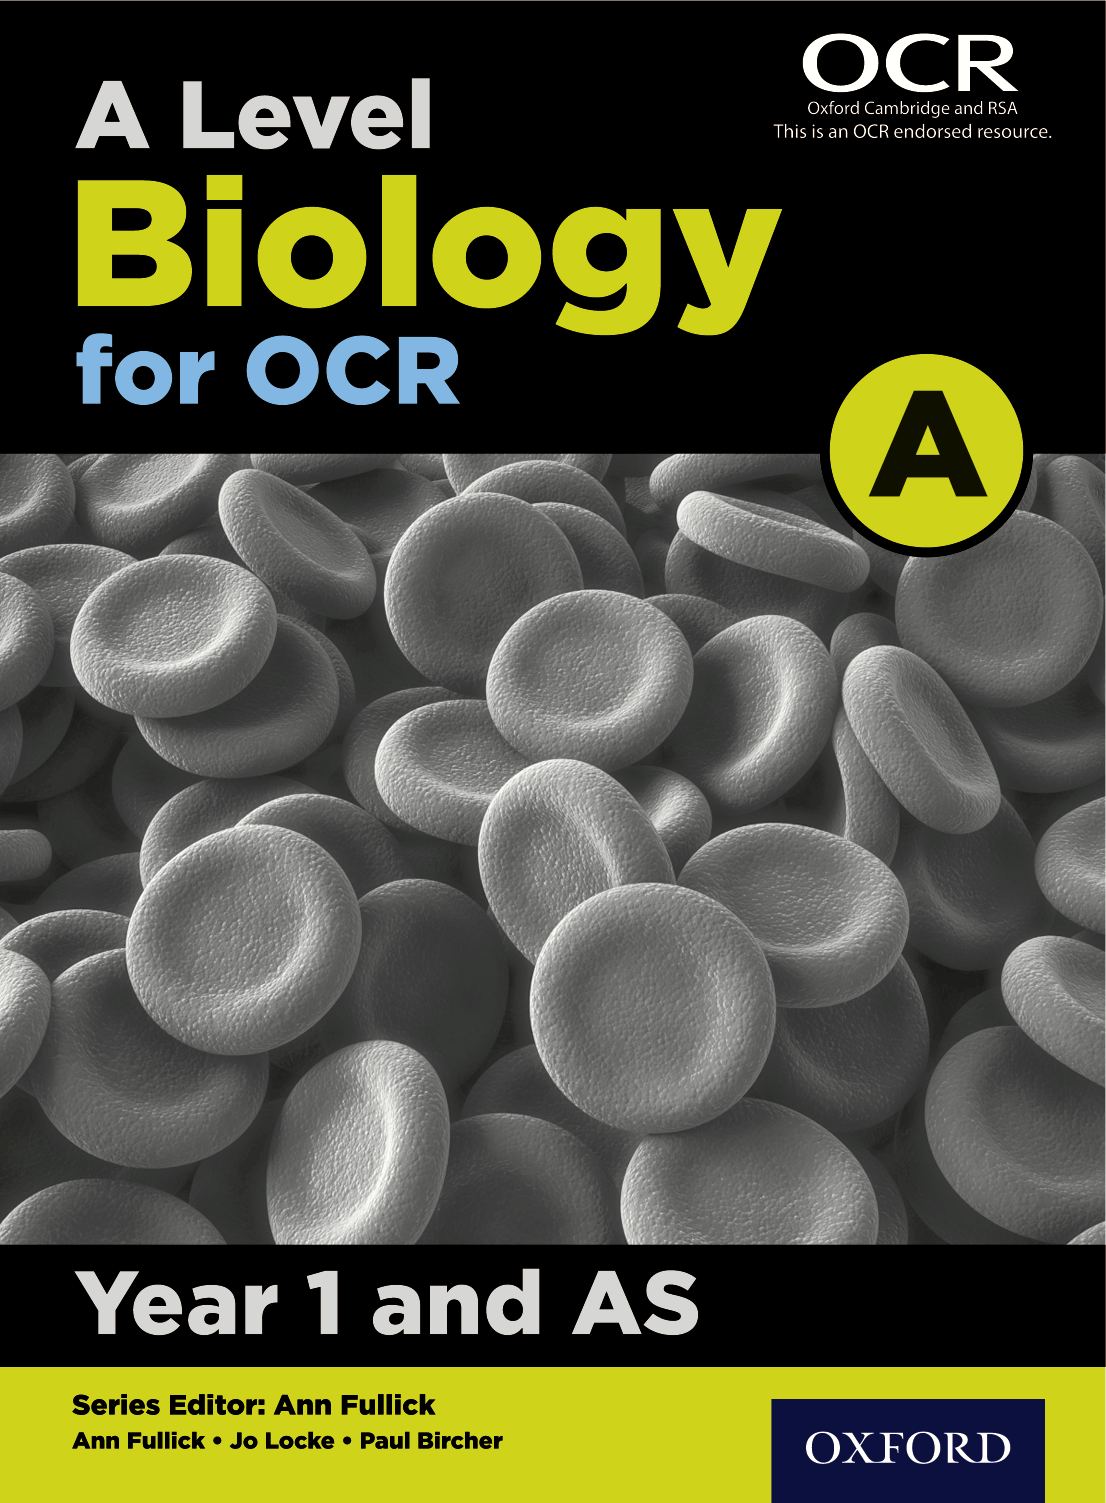 A Level
Biology
for OCR
OCR
Oxford Cambridge and RSA
This is an OCR endorsed resource.
A
Year 1 and AS
Series Editor: Ann Fullick
Ann Fullick • Jo Locke • Paul Bircher
OXFORD